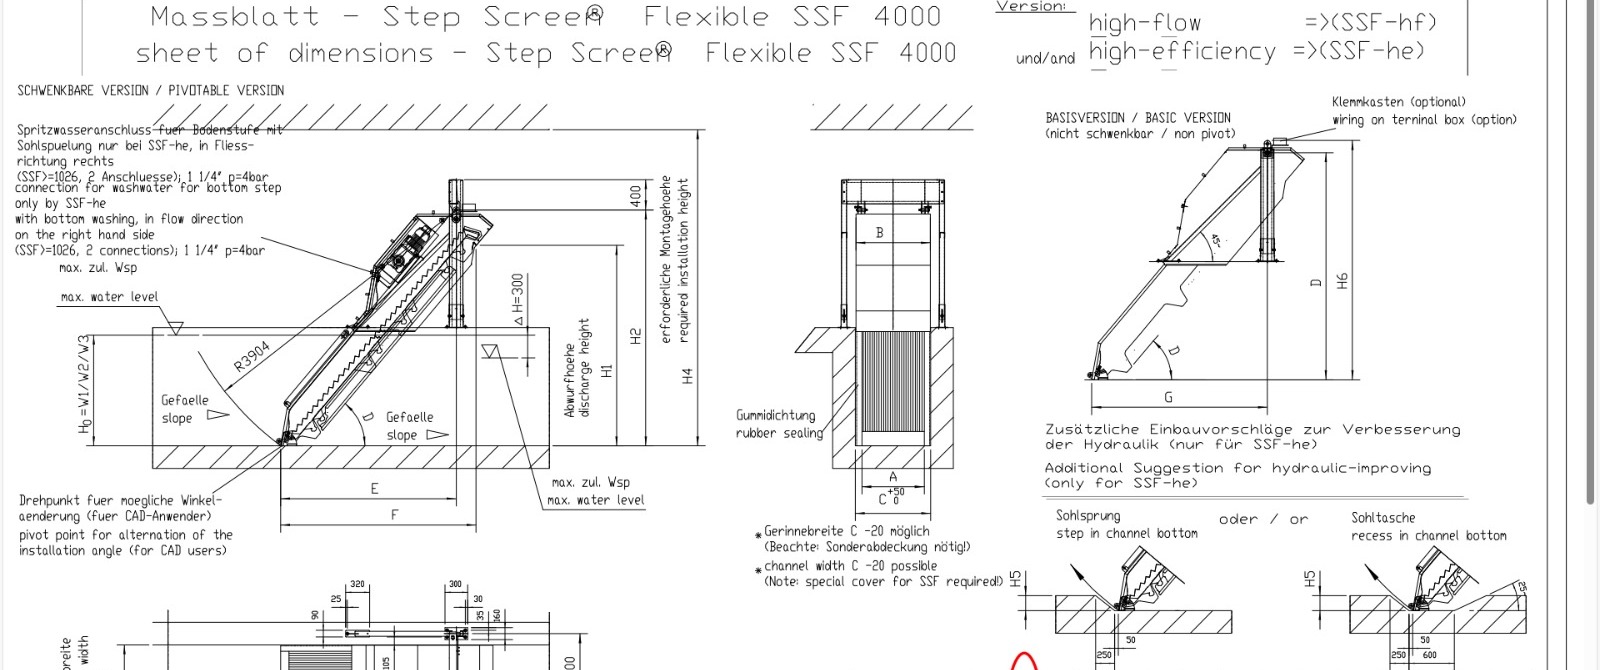 Massblatt - Step Screen® Flexible SSF 4000
sheet of dimensions - Step Screen® Flexible SSF 4000
Version:
high-flow =>(SSF-hf)
und/and high-efficiency =>(SSF-he)
SCHWENKBARE VERSION / PIVOTABLE VERSION
Spritzwasseranschluss fuer Bodenstufe mit
Sohlspuelung nur bei SSF-he, in Fliess-
richtung rechts
(SSF>=1026, 2 Anschluesse); 1 1/4" p=4bar
connection for washwater for bottom step
only by SSF-he
with bottom washing, in flow direction
on the right hand side
(SSF>=1026, 2 connections); 1 1/4" p=4bar
max. zul. Wsp
max. water level
H₀=W1/W2/W3
R3904
Gefaelle
slope
D
Gefaelle
slope
E
F
△H=300
Abwurfhoehe
discharge height
H1
H2
400
erforderliche Montagehoehe
required installation height
H4
max. zul. Wsp
max. water level
Drehpunkt fuer moegliche Winkel-
aenderung (fuer CAD-Anwender)
pivot point for alternation of the
installation angle (for CAD users)
B
Gummidichtung
rubber sealing
A
C +50 0
* Gerinnebreite C -20 möglich
(Beachte: Sonderabdeckung nötig!)
* channel width C -20 possible
(Note: special cover for SSF required!)
BASISVERSION / BASIC VERSION
(nicht schwenkbar / non pivot)
Klemmkasten (optional)
wiring on terninal box (option)
45~
D
D
H6
G
Zusätzliche Einbauvorschläge zur Verbesserung
der Hydraulik (nur für SSF-he)
Additional Suggestion for hydraulic-improving
(only for SSF-he)
Sohlsprung
step in channel bottom
oder / or
Sohltasche
recess in channel bottom
H5
50
250
H5
25~
50
250
600
320
25
90
300
30
35
160
105
width